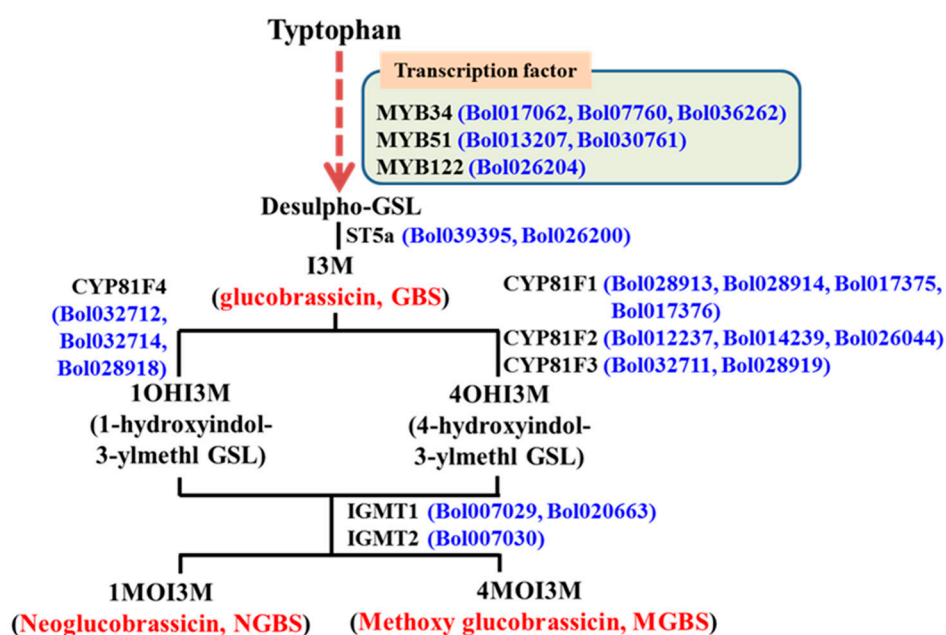 Typtophan
Transcription factor
MYB34 (Bol017062, Bol07760, Bol036262)
MYB51 (Bol013207, Bol030761)
MYB122 (Bol026204)
Desulpho-GSL
ST5a (Bol039395, Bol026200)
I3M
(glucobrassicin, GBS)
CYP81F4
(Bol032712,
Bol032714,
Bol028918)
CYP81F1 (Bol028913, Bol028914, Bol017375,
Bol017376)
CYP81F2 (Bol012237, Bol014239, Bol026044)
CYP81F3 (Bol032711, Bol028919)
1OHI3M
(1-hydroxyindol-
3-ylmethl GSL)
4OHI3M
(4-hydroxyindol-
3-ylmethl GSL)
IGMT1 (Bol007029, Bol020663)
IGMT2 (Bol007030)
1MOI3M
(Neoglucobrassicin, NGBS)
4MOI3M
(Methoxy glucobrassicin, MGBS)